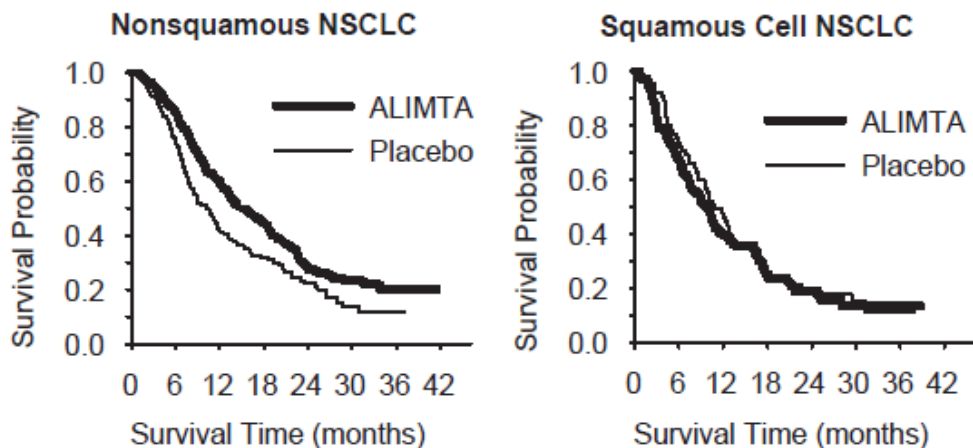 Nonsquamous NSCLC
Survival Probability
1.0
0.8
0.6
0.4
0.2
0.0
ALIMTA
Placebo
0 6 12 18 24 30 36 42
Survival Time (months)
Squamous Cell NSCLC
Survival Probability
1.0
0.8
0.6
0.4
0.2
0.0
ALIMTA
Placebo
0 6 12 18 24 30 36 42
Survival Time (months)